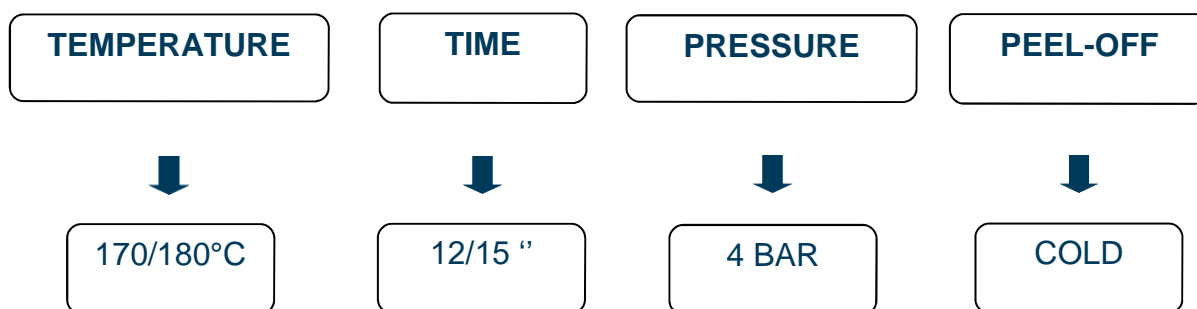 TEMPERATURE
TIME
PRESSURE
PEEL-OFF
170/180°C
12/15 ‘’
4 BAR
COLD